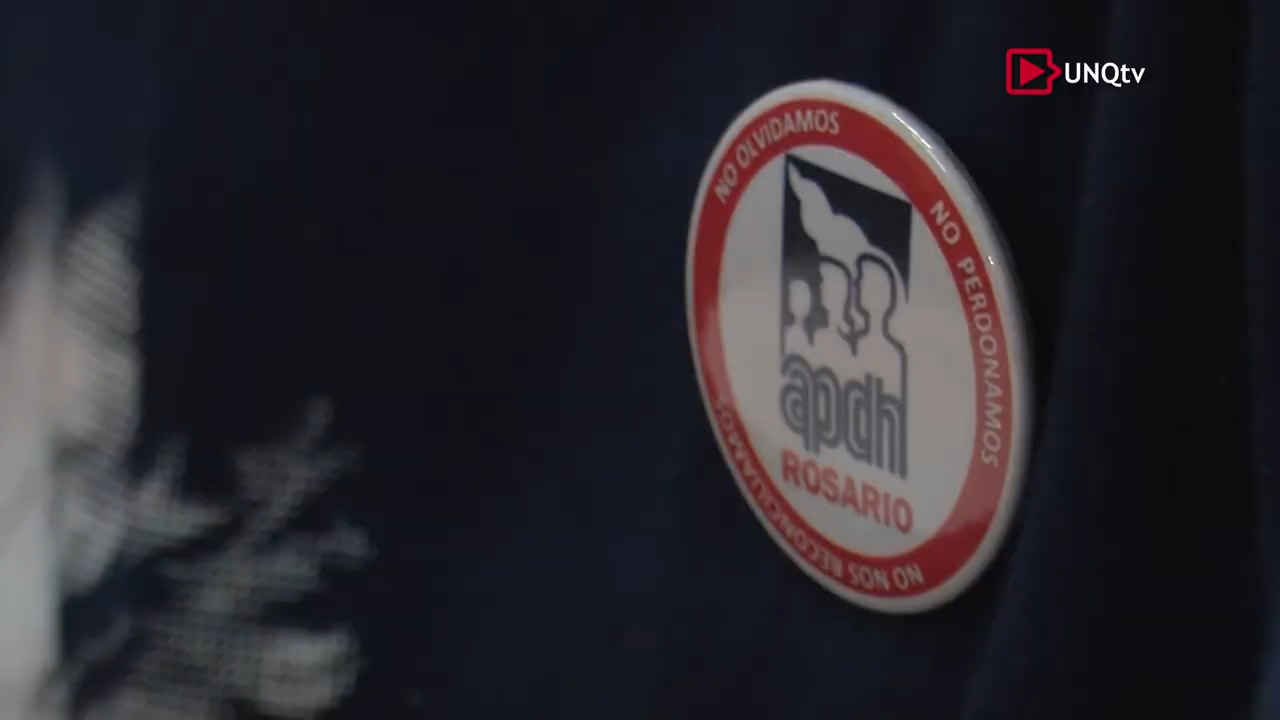 UNQtv
NO OLVIDAMOS
NO PERDONAMOS
NO NOS RECONCILIAMOS
apdh
ROSARIO